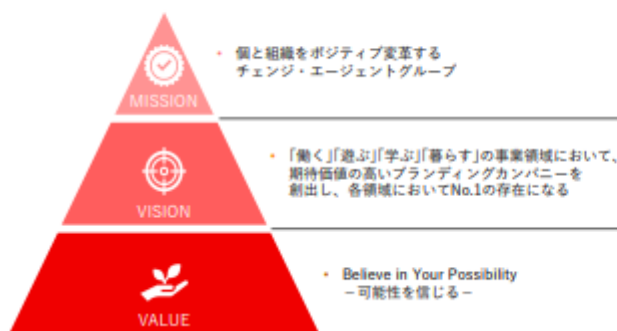 MISSION
• 個と組織をポジティブ変革する
チェンジ・エージェントグループ
VISION
• 「働く」「遊ぶ」「学ぶ」「暮らす」の事業領域において、
期待価値の高いブランディングカンパニーを
創出し、各領域においてNo.1の存在になる
VALUE
• Believe in Your Possibility
－可能性を信じる－